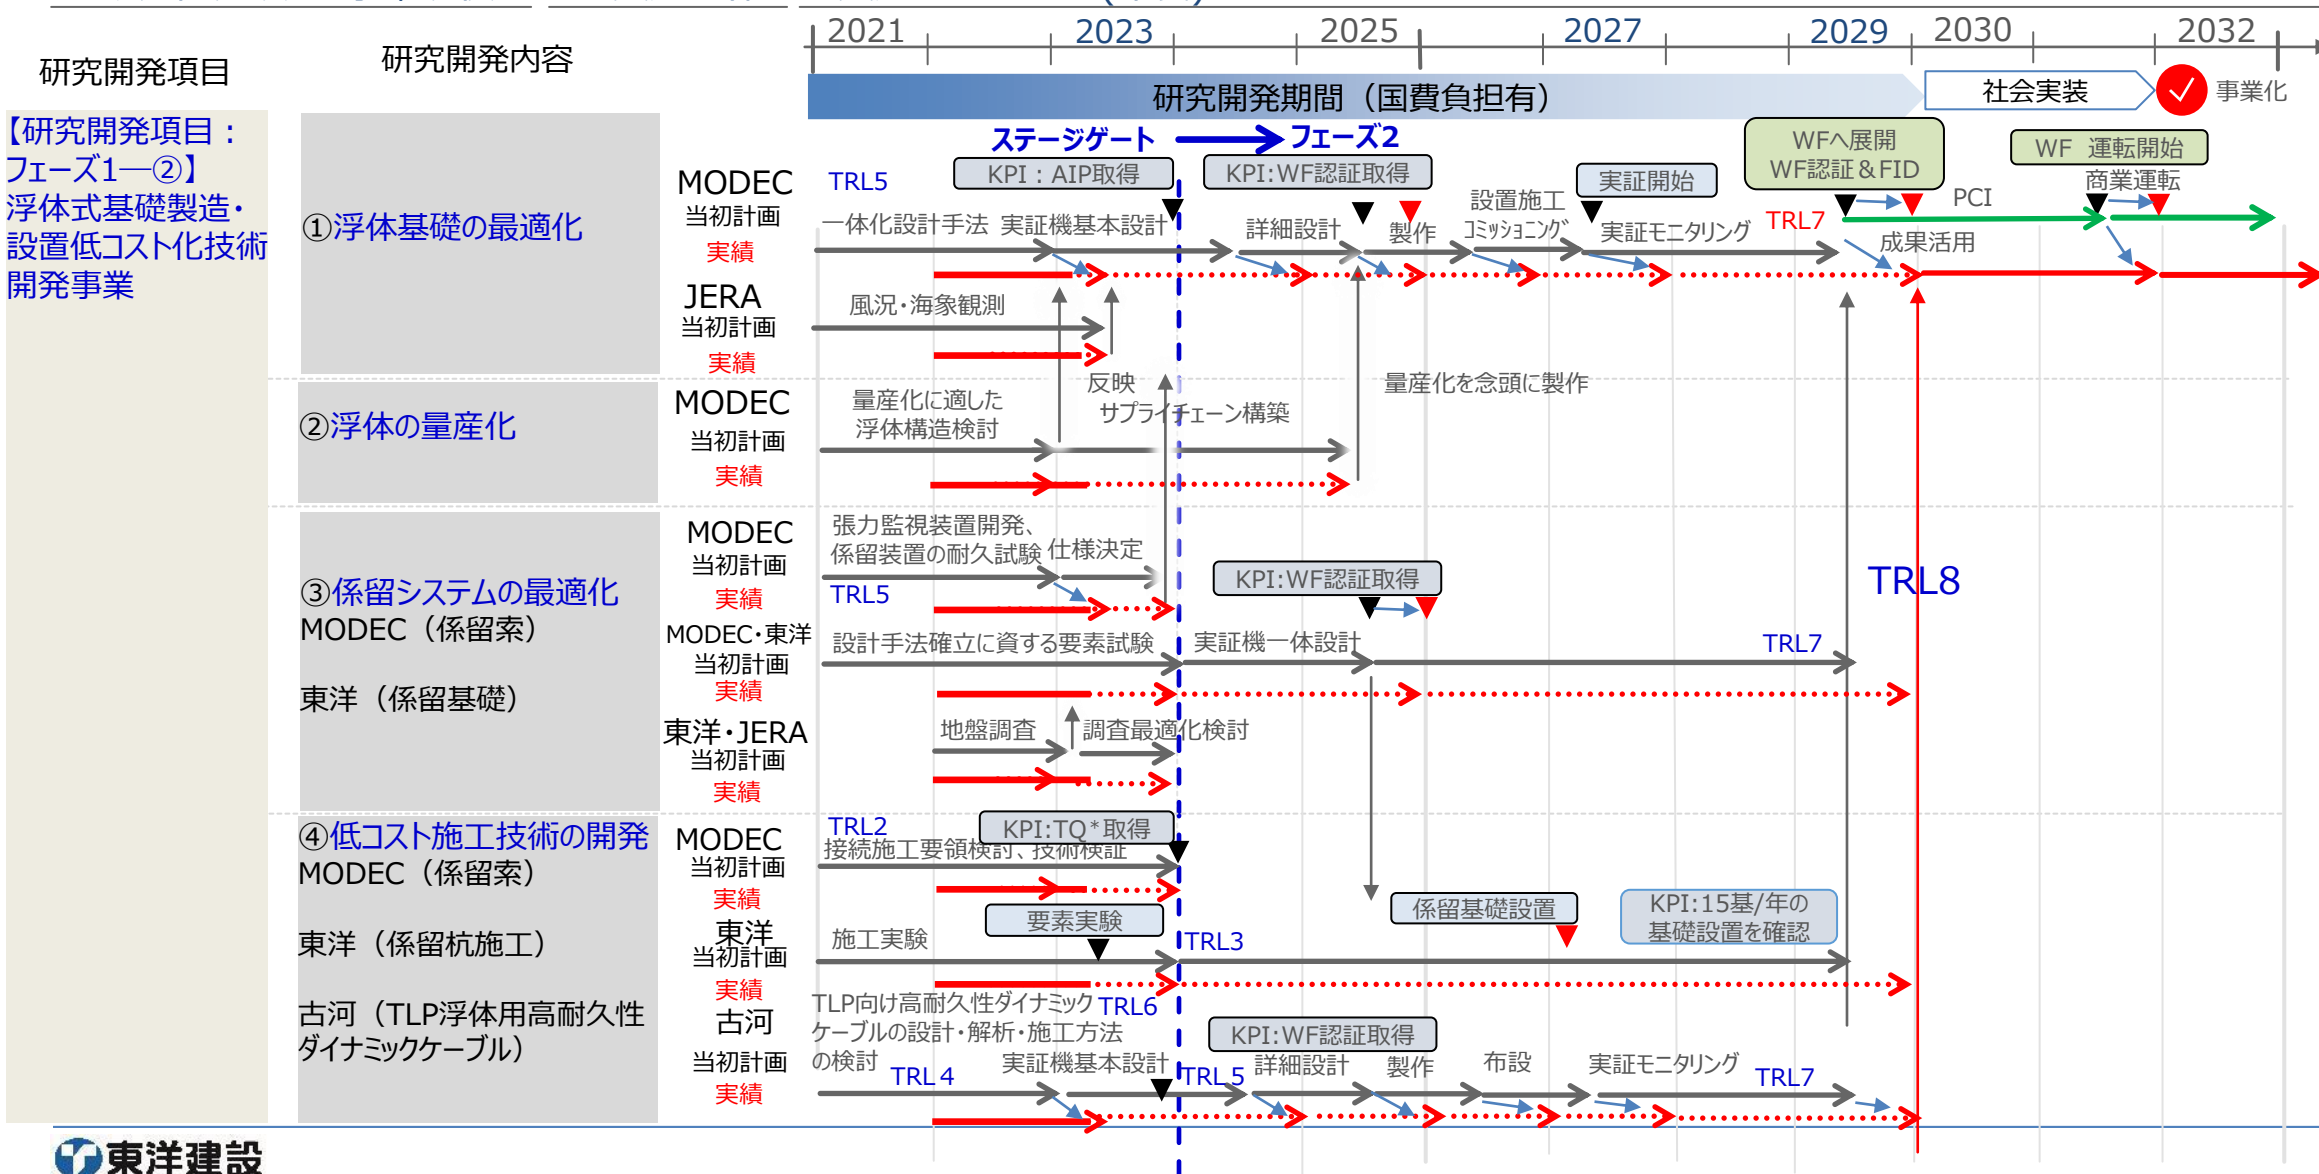 2021 2023 2025 2027 2029 2030 2032
研究開発項目
研究開発内容
研究開発期間（国費負担有）
社会実装
事業化
【研究開発項目：
フェーズ1―②】
浮体式基礎製造・
設置低コスト化技術
開発事業
ステージゲート
フェーズ2
①浮体基礎の最適化
MODEC
当初計画
実績
TRL5
KPI：AIP取得
KPI:WF認証取得
実証開始
WFへ展開
WF認証＆FID
WF 運転開始
一体化設計手法
実証機基本設計
詳細設計
製作
設置施工
コミッショニング
実証モニタリング
TRL7
PCI
商業運転
成果活用
JERA
当初計画
実績
風況・海象観測
②浮体の量産化
MODEC
当初計画
実績
量産化に適した
浮体構造検討
反映
サプライチェーン構築
量産化を念頭に製作
③係留システムの最適化
MODEC（係留索）
東洋（係留基礎）
MODEC
当初計画
実績
張力監視装置開発、
係留装置の耐久試験
仕様決定
TRL5
KPI:WF認証取得
TRL8
MODEC・東洋
当初計画
実績
設計手法確立に資する要素試験
実証機一体設計
TRL7
東洋・JERA
当初計画
実績
地盤調査
調査最適化検討
④低コスト施工技術の開発
MODEC（係留索）
東洋（係留杭施工）
古河（TLP浮体用高耐久性
ダイナミックケーブル）
MODEC
当初計画
実績
TRL2
KPI:TQ*取得
接続施工要領検討、技術検証
東洋
当初計画
実績
要素実験
施工実験
TRL3
係留基礎設置
KPI:15基/年の
基礎設置を確認
古河
当初計画
実績
TLP向け高耐久性ダイナミック
ケーブルの設計・解析・施工方法
の検討
TRL6
TRL4
実証機基本設計
TRL5
KPI:WF認証取得
詳細設計
製作
布設
実証モニタリング
TRL7
東洋建設